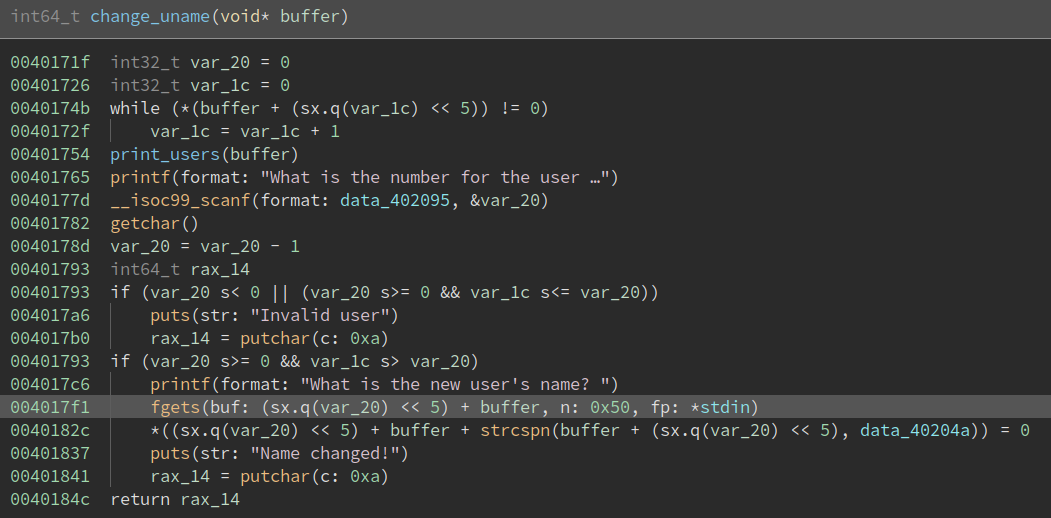 int64_t change_uname(void* buffer)
0040171f int32_t var_20 = 0
00401726 int32_t var_1c = 0
0040174b while (*(buffer + (sx.q(var_1c) << 5)) != 0)
0040172f var_1c = var_1c + 1
00401754 print_users(buffer)
00401765 printf(format: "What is the number for the user …")
0040177d __isoc99_scanf(format: data_402095, &var_20)
00401782 getchar()
0040178d var_20 = var_20 - 1
00401793 int64_t rax_14
00401793 if (var_20 s< 0 || (var_20 s>= 0 && var_1c s<= var_20))
004017a6 puts(str: "Invalid user")
004017b0 rax_14 = putchar(c: 0xa)
00401793 if (var_20 s>= 0 && var_1c s> var_20)
004017c6 printf(format: "What is the new user's name? ")
004017f1 fgets(buf: (sx.q(var_20) << 5) + buffer, n: 0x50, fp: *stdin)
0040182c *((sx.q(var_20) << 5) + buffer + strcspn(buffer + (sx.q(var_20) << 5), data_40204a)) = 0
00401837 puts(str: "Name changed!")
00401841 rax_14 = putchar(c: 0xa)
0040184c return rax_14